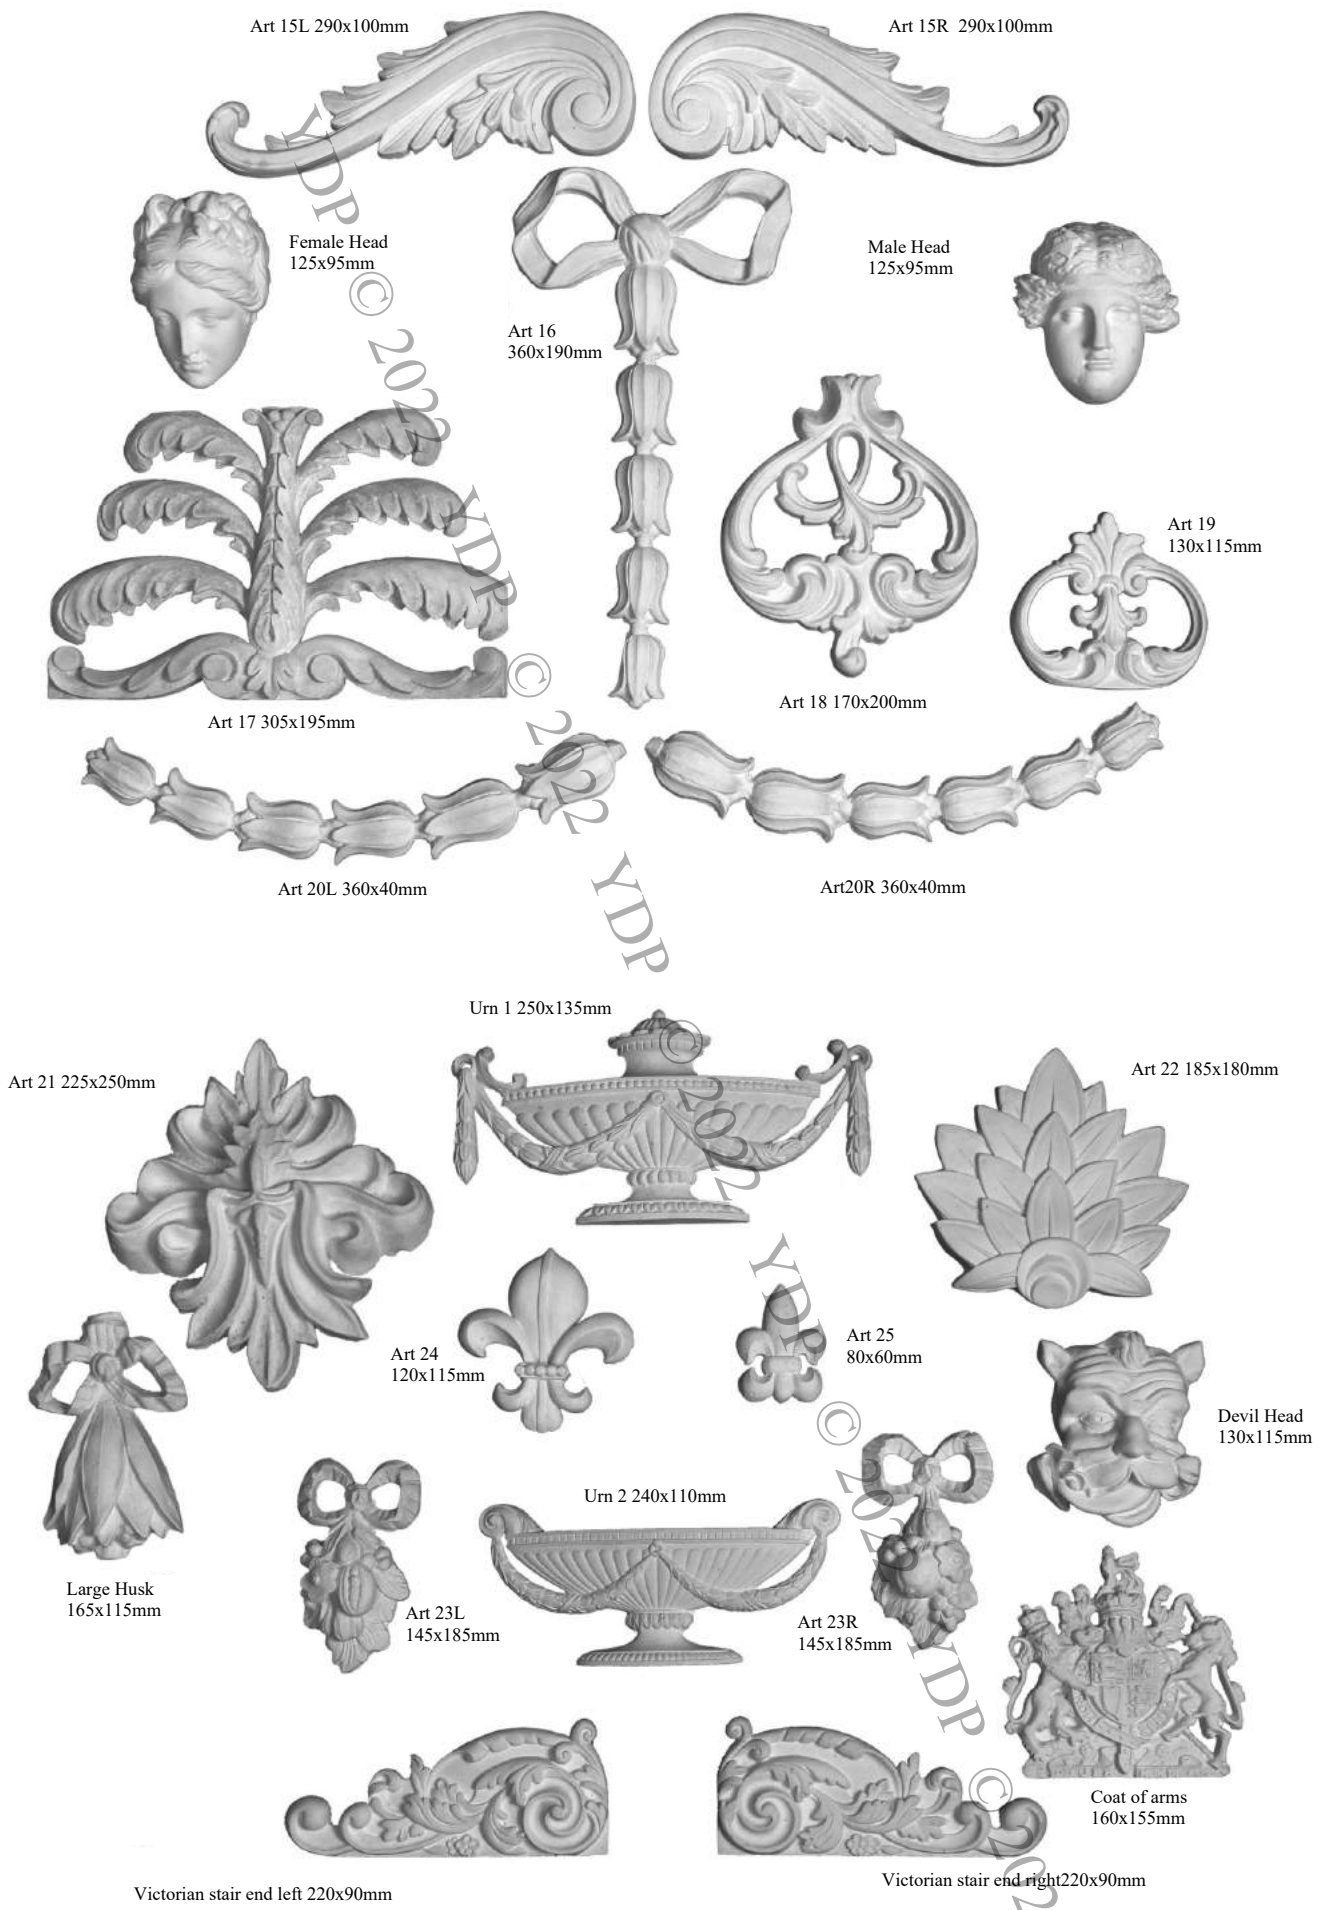 Art 15L 290x100mm
Art 15R 290x100mm
Female Head
125x95mm
Male Head
125x95mm
Art 16
360x190mm
Art 19
130x115mm
Art 17 305x195mm
Art 18 170x200mm
Art 20L 360x40mm
Art20R 360x40mm
Urn 1 250x135mm
Art 21 225x250mm
Art 22 185x180mm
Art 24
120x115mm
Art 25
80x60mm
Devil Head
130x115mm
Urn 2 240x110mm
Large Husk
165x115mm
Art 23L
145x185mm
Art 23R
145x185mm
Coat of arms
160x155mm
Victorian stair end left 220x90mm
Victorian stair end right220x90mm
YDP © 2022 YDP © 2022 YDP © 2022 YDP © 2022 YDP © 202